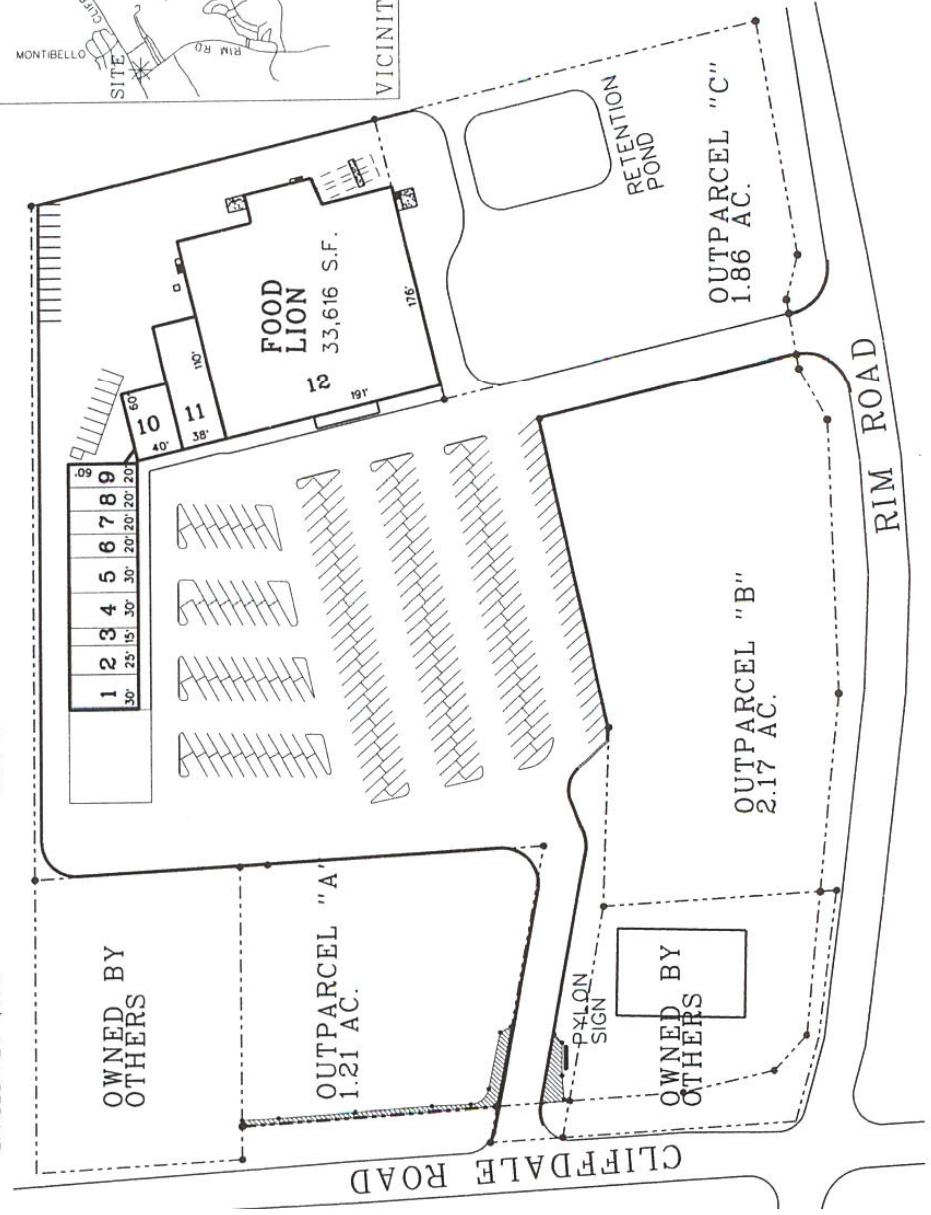 MONTIBELLO
SITE
RIM RD
VICINIT
RETENTION
POND
OUTPARCEL "C"
1.86 AC.
FOOD
LION
33,616 S.F.
12
176'
191'
110'
11
38'
60'
10
40'
60'
1 2 3 4 5 6 7 8 9
30' 25' 15' 30' 30' 20' 20' 20' 20'
RIM ROAD
OUTPARCEL "B"
2.17 AC.
OUTPARCEL "A"
1.21 AC.
OWNED BY
OTHERS
PYLON
SIGN
OWNED BY
OTHERS
CLIFFDALE ROAD